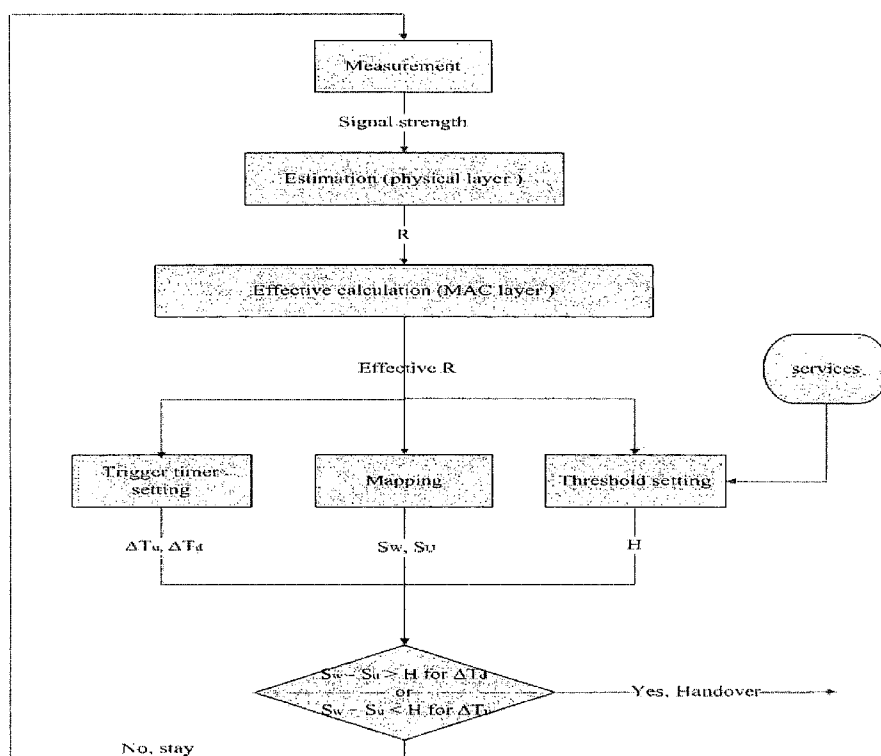 Measurement
Signal strength
Estimation (physical layer )
R
Effective calculation (MAC layer )
Effective R
services
Trigger timer
setting
Mapping
Threshold setting
ΔTu, ΔTd
Sw, SU
H
Sw – Su > H for ΔTd
or
Sw – Su < H for ΔTu
Yes, Handover
No, stay